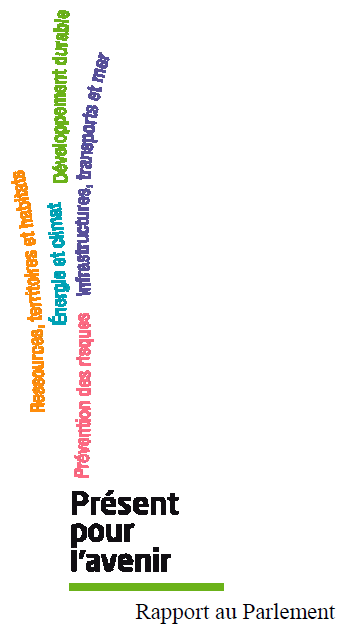 Ressources, territoires et habitats
Énergie et climat
Développement durable
Prévention des risques
Infrastructures, transports et mer
Présent
pour
l'avenir
Rapport au Parlement